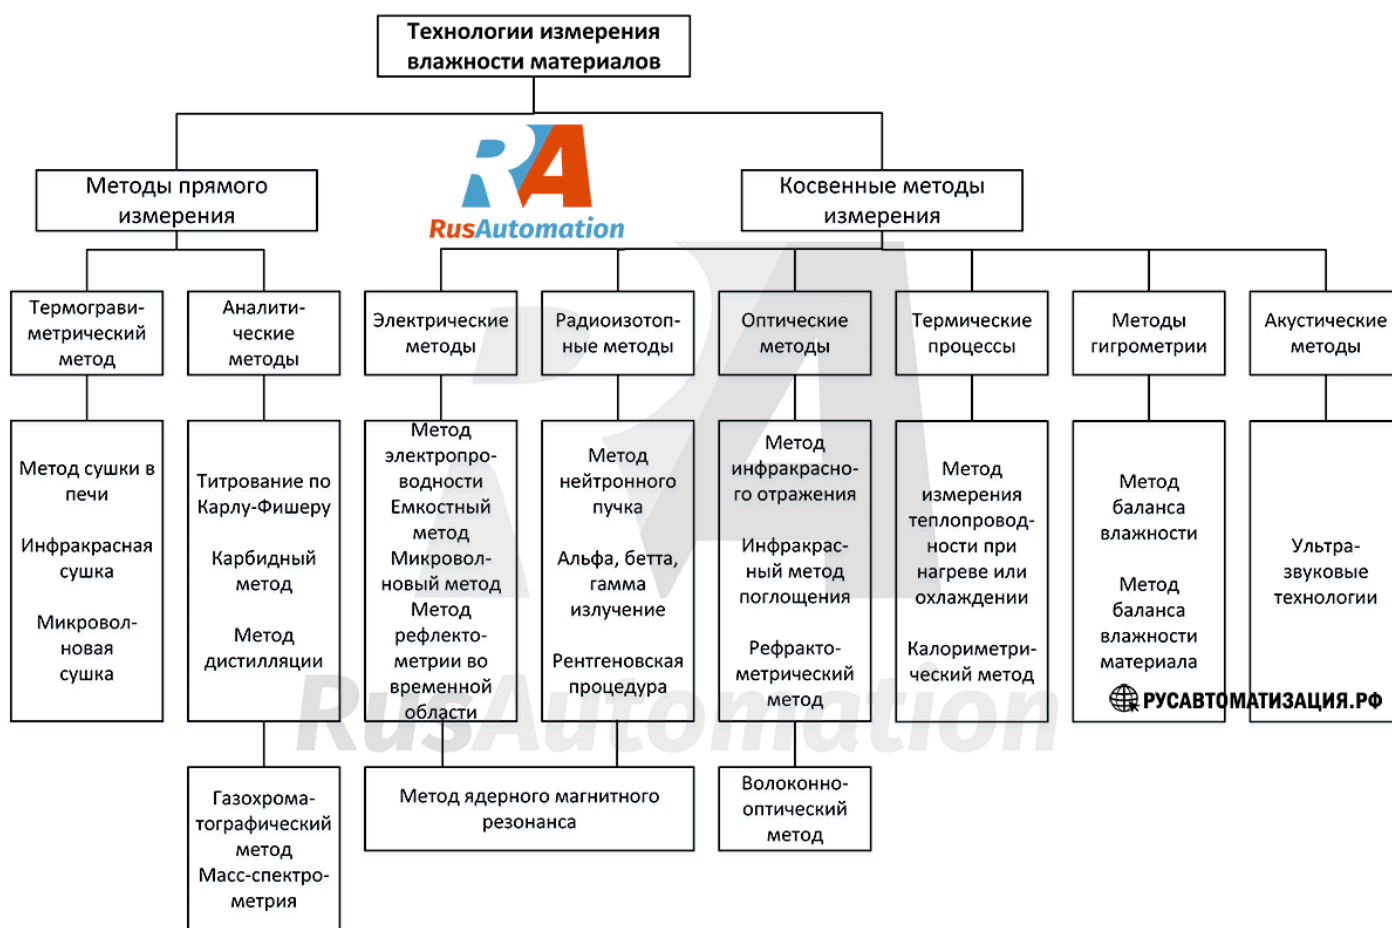 Технологии измерения
влажности материалов
RA
RusAutomation
Методы прямого
измерения
Косвенные методы
измерения
Термограви-
метрический
метод
Аналити-
ческие
методы
Электрические
методы
Радиоизотоп-
ные методы
Оптические
методы
Термические
процессы
Методы
гигрометрии
Акустические
методы
Метод сушки в
печи
Инфракрасная
сушка
Микровол-
новая
сушка
Титрование по
Карлу-Фишеру
Карбидный
метод
Метод
дистилляции
Метод
электропро-
водности
Емкостный
метод
Микровол-
новый метод
Метод
рефлекто-
метрии во
временной
области
Метод
нейтронного
пучка
Альфа, бетта,
гамма
излучение
Рентгеновская
процедура
Метод
инфракрасно-
го отражения
Инфракрас-
ный метод
поглощения
Рефракто-
метрический
метод
Метод
измерения
теплопровод-
ности при
нагреве или
охлаждении
Калориметри-
ческий метод
Метод
баланса
влажности
Метод
баланса
влажности
материала
Ультра-
звуковые
технологии
РУСАВТОМАТИЗАЦИЯ.РФ
RA
RusAutomation
Газохрома-
тографический
метод
Масс-спектро-
метрия
Метод ядерного магнитного
резонанса
Волоконно-
оптический
метод